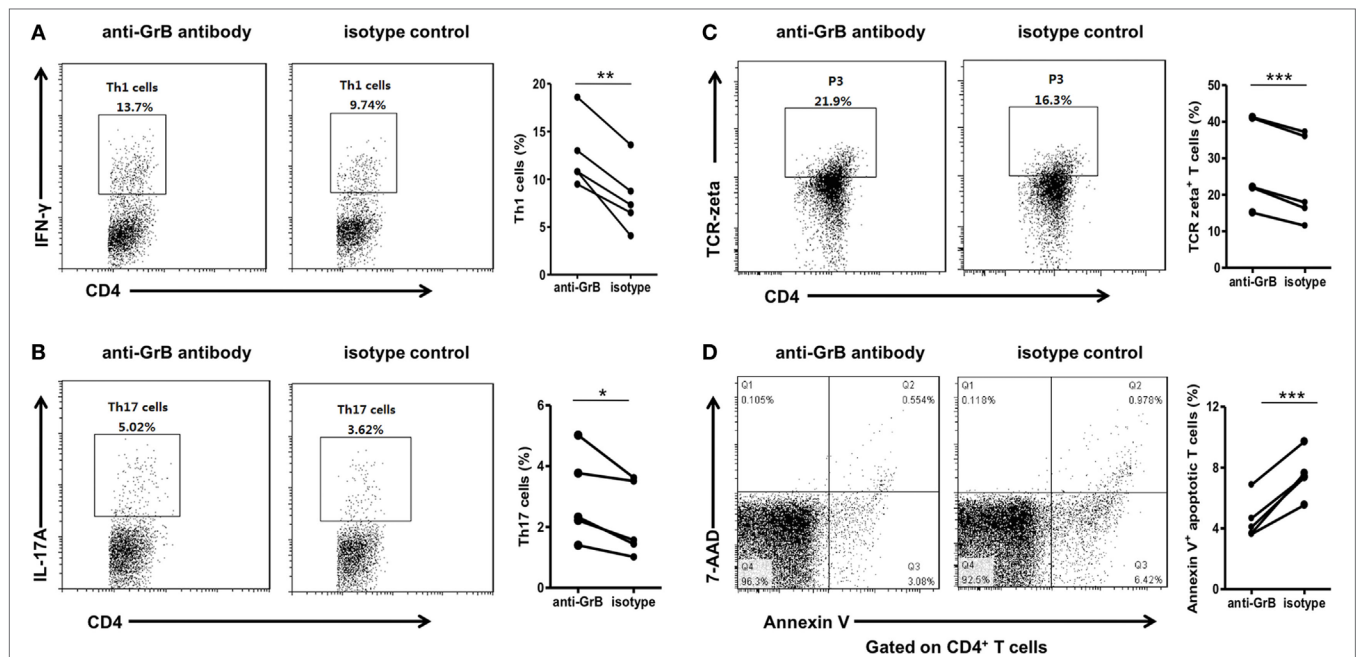 A
anti-GrB antibody
isotype control
Th1 cells
13.7%
Th1 cells
9.74%
IFN-γ
CD4
**
20
15
10
5
0
Th1 cells (%)
anti-GrB isotype
B
anti-GrB antibody
isotype control
Th17 cells
5.02%
Th17 cells
3.62%
IL-17A
CD4
*
6
4
2
0
Th17 cells (%)
anti-GrB isotype
C
anti-GrB antibody
isotype control
P3
21.9%
P3
16.3%
TCR-zeta
CD4
***
50
40
30
20
10
0
TCR zeta+ T cells (%)
anti-GrB isotype
D
anti-GrB antibody
isotype control
Q1
0.105%
Q2
0.554%
Q4
96.3%
Q3
3.08%
Q1
0.118%
Q2
0.978%
Q4
92.5%
Q3
6.42%
7-AAD
Annexin V
Gated on CD4+ T cells
***
12
8
4
0
Annexin V+ apoptotic T cells (%)
anti-GrB isotype